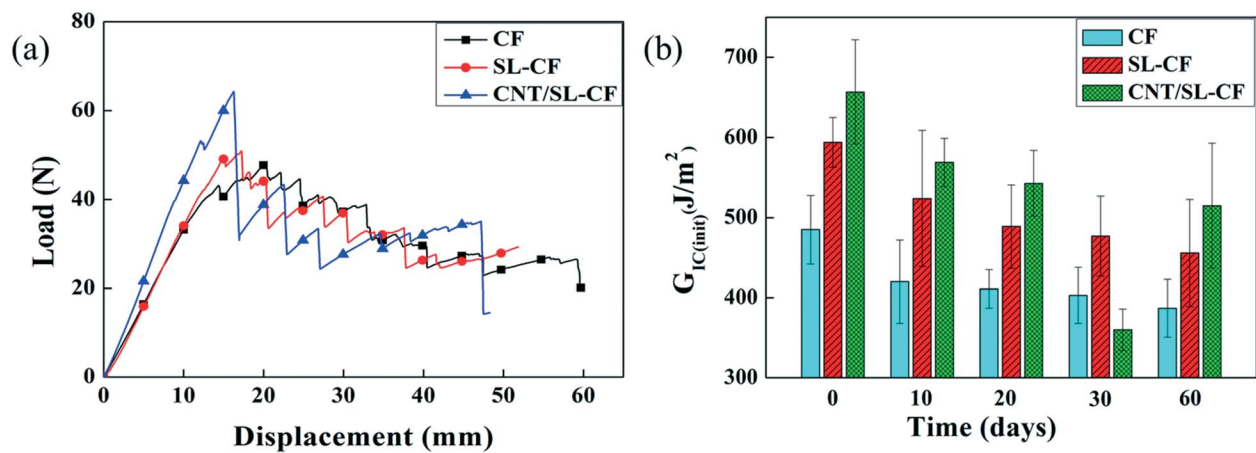 (a)
80
60
40
20
0
Load (N)
CF
SL-CF
CNT/SL-CF
0 10 20 30 40 50 60
Displacement (mm)
(b)
700
600
500
400
300
G_IC(init)(J/m²
CF
SL-CF
CNT/SL-CF
0 10 20 30 60
Time (days)